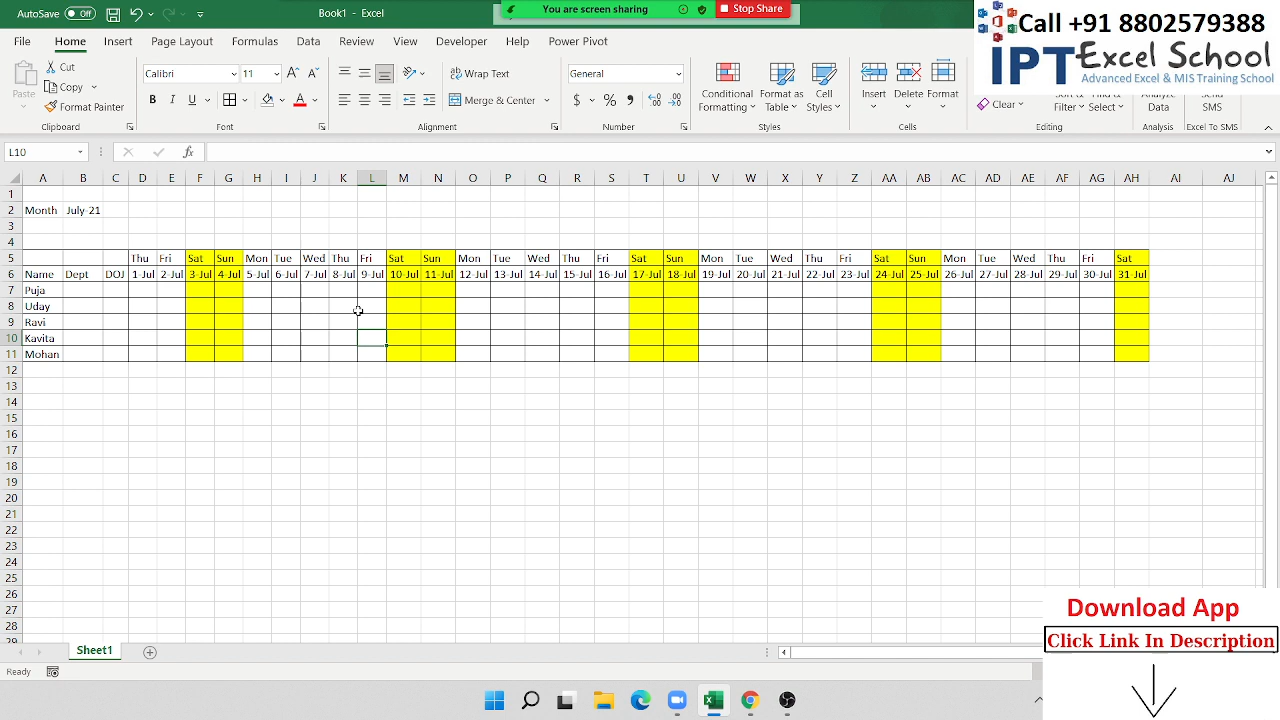 AutoSave Off Book1 - Excel You are screen sharing Stop Share
Call +91 8802579388
IPT Excel School
Advanced Excel & MIS Training School
File Home Insert Page Layout Formulas Data Review View Developer Help Power Pivot
Paste Cut Copy Format Painter
Calibri 11 Wrap Text General
B I U Merge & Center $ % 9
Conditional Formatting Format as Table Cell Styles Insert Delete Format
Clear Sort & Filter Find & Select Analyze Data Send SMS
Clipboard Font Alignment Number Styles Cells Editing Analysis Excel To SMS
L10 fx
A B C D E F G H I J K L M N O P Q R S T U V W X Y Z AA AB AC AD AE AF AG AH AI AJ
1
2 Month July-21
3
4
5 Thu Fri Sat Sun Mon Tue Wed Thu Fri Sat Sun Mon Tue Wed Thu Fri Sat Sun Mon Tue Wed Thu Fri Sat Sun Mon Tue Wed Thu Fri Sat
6 Name Dept DOJ 1-Jul 2-Jul 3-Jul 4-Jul 5-Jul 6-Jul 7-Jul 8-Jul 9-Jul 10-Jul 11-Jul 12-Jul 13-Jul 14-Jul 15-Jul 16-Jul 17-Jul 18-Jul 19-Jul 20-Jul 21-Jul 22-Jul 23-Jul 24-Jul 25-Jul 26-Jul 27-Jul 28-Jul 29-Jul 30-Jul 31-Jul
7 Puja
8 Uday
9 Ravi
10 Kavita
11 Mohan
12
13
14
15
16
17
18
19
20
21
22
23
24
25
26
27
28
29
Download App
Click Link In Description
Sheet1
Ready